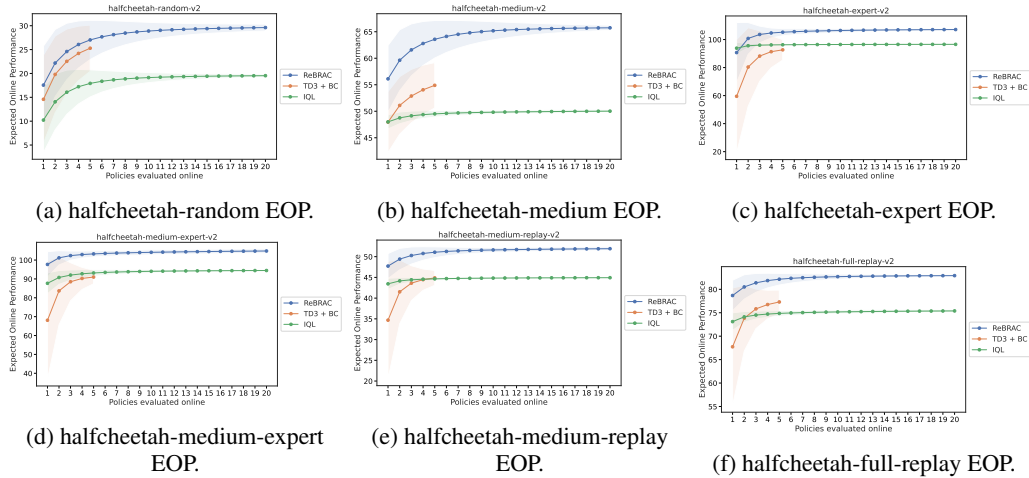 halfcheetah-random-v2
Expected Online Performance
30
25
20
15
10
5
1 2 3 4 5 6 7 8 9 10 11 12 13 14 15 16 17 18 19 20
Policies evaluated online
ReBRAC
TD3 + BC
IQL
(a) halfcheetah-random EOP.
halfcheetah-medium-v2
Expected Online Performance
65
60
55
50
45
1 2 3 4 5 6 7 8 9 10 11 12 13 14 15 16 17 18 19 20
Policies evaluated online
ReBRAC
TD3 + BC
IQL
(b) halfcheetah-medium EOP.
halfcheetah-expert-v2
Expected Online Performance
100
80
60
40
20
1 2 3 4 5 6 7 8 9 10 11 12 13 14 15 16 17 18 19 20
Policies evaluated online
ReBRAC
TD3 + BC
IQL
(c) halfcheetah-expert EOP.
halfcheetah-medium-expert-v2
Expected Online Performance
100
90
80
70
60
50
40
1 2 3 4 5 6 7 8 9 10 11 12 13 14 15 16 17 18 19 20
Policies evaluated online
ReBRAC
TD3 + BC
IQL
(d) halfcheetah-medium-expert
EOP.
halfcheetah-medium-replay-v2
Expected Online Performance
50
45
40
35
30
25
20
1 2 3 4 5 6 7 8 9 10 11 12 13 14 15 16 17 18 19 20
Policies evaluated online
ReBRAC
TD3 + BC
IQL
(e) halfcheetah-medium-replay
EOP.
halfcheetah-full-replay-v2
Expected Online Performance
80
75
70
65
60
55
1 2 3 4 5 6 7 8 9 10 11 12 13 14 15 16 17 18 19 20
Policies evaluated online
ReBRAC
TD3 + BC
IQL
(f) halfcheetah-full-replay EOP.